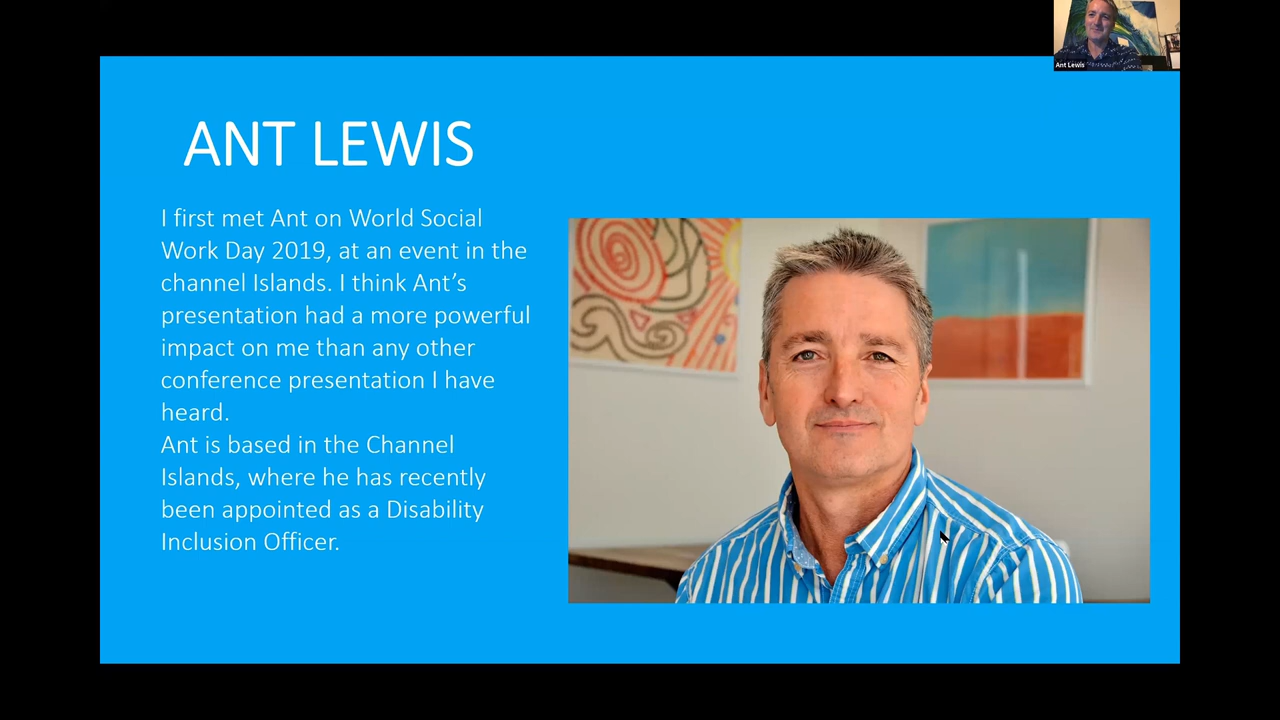 Ant Lewis
ANT LEWIS
I first met Ant on World Social
Work Day 2019, at an event in the
channel Islands. I think Ant’s
presentation had a more powerful
impact on me than any other
conference presentation I have
heard.
Ant is based in the Channel
Islands, where he has recently
been appointed as a Disability
Inclusion Officer.